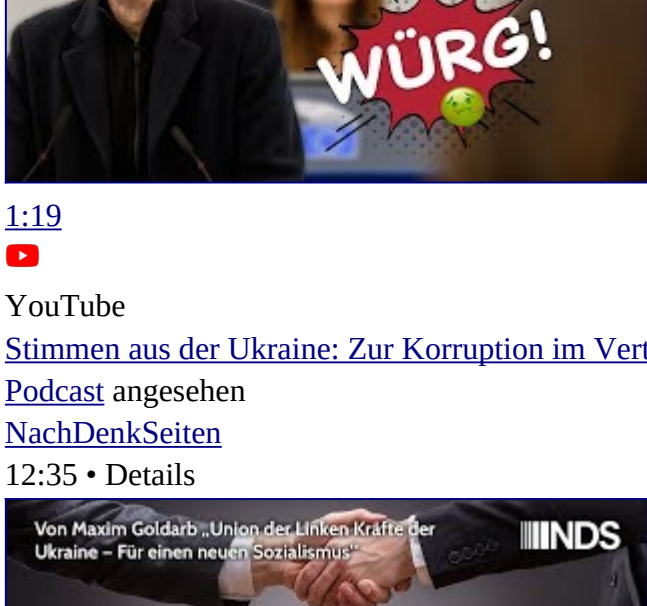 WÜRG!
1:19
YouTube
Stimmen aus der Ukraine: Zur Korruption im
Podcast angesehen
NachDenkSeiten
12:35 • Details
Von Maxim Goldarb „Union der Linken Kräfte der
Ukraine – Für einen neuen Sozialismus“
NDS